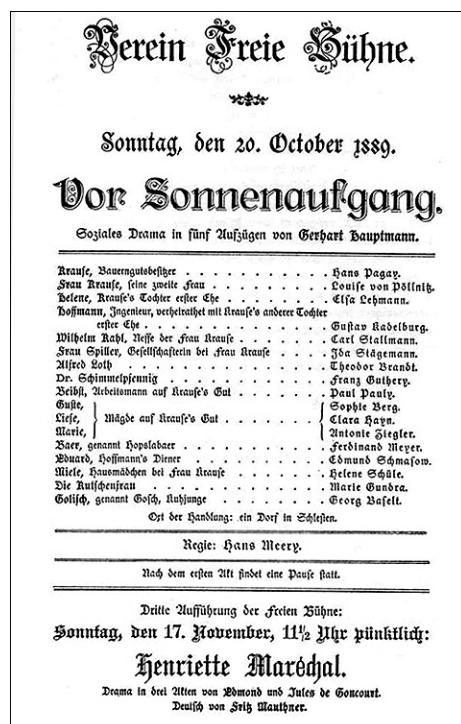 Verein Freie Bühne.
Sonntag, den 20. October 1889.
Vor Sonnenaufgang.
Soziales Drama in fünf Aufzügen von Gerhart Hauptmann.
Krause, Bauerngutsbesitzer . . . . . . . . . . Hans Pagay.
Frau Krause, seine zweite Frau . . . . . . . . Louise von Pöllnitz.
Helene, Krause's Tochter erster Ehe . . . . . . Elsa Lehmann.
Hoffmann, Ingenieur, verheirathet mit Krause's anderer Tochter
erster Ehe . . . . . . . . . . Gustav Kadelburg.
Wilhelm Kahl, Neffe der Frau Krause . . . . . . Carl Stallmann.
Frau Spiller, Gesellschafterin bei Frau Krause . . . . Ida Stägemann.
Alfred Loth . . . . . . . . . . Theodor Brandt.
Dr. Schimmelpfennig . . . . . . . . . . Franz Guthery.
Beibst, Arbeitsmann auf Krause's Gut . . . . . . Paul Pauly.
Guste, Sophie Berg.
Liese, Mägde auf Krause's Gut . . . . . . Clara Hayn.
Marie, Antonie Ziegler.
Baer, genannt Hopslabaer . . . . . . . . Ferdinand Meyer.
Eduard, Hoffmann's Diener . . . . . . . . Edmund Schmasow.
Miele, Hausmädchen bei Frau Krause . . . . . . Helene Schüle.
Die Kutschenfrau . . . . . . . . . . Marie Gundra.
Golisch, genannt Gosch, Kuhjunge . . . . . . Georg Baselt.
Ort der Handlung: ein Dorf in Schlesien.
Regie: Hans Meery.
Nach dem ersten Akt findet eine Pause statt.
Dritte Aufführung der Freien Bühne:
Sonntag, den 17. November, 11½ Uhr pünktlich:
Henriette Maréchal.
Drama in drei Akten von Edmond und Jules de Goncourt.
Deutsch von Fritz Mauthner.